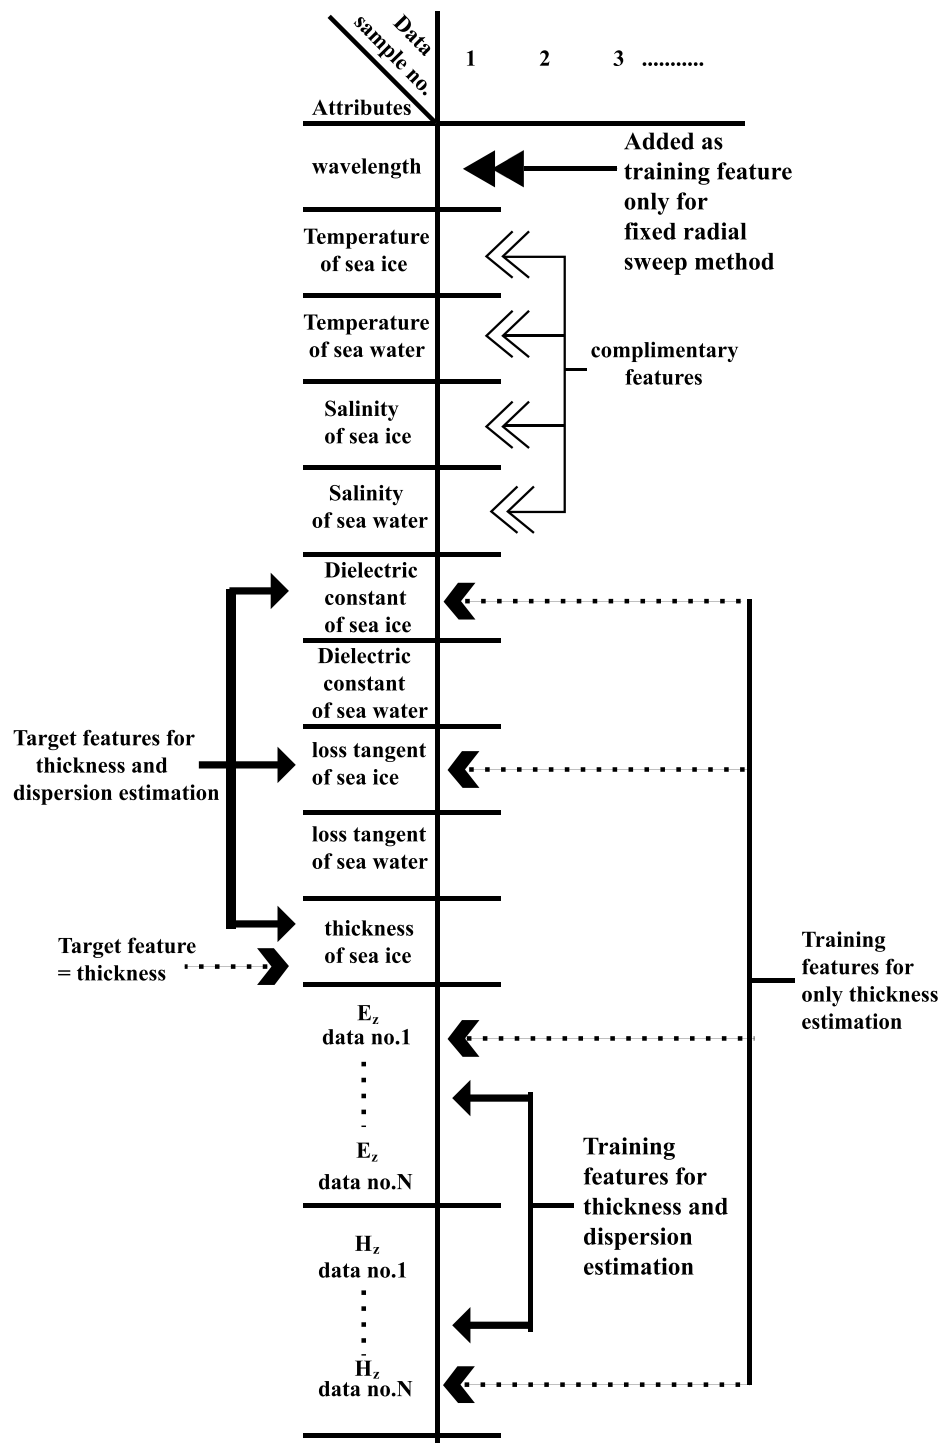 Data
sample no.
1 2 3 ...........
Attributes
wavelength
Added as
training feature
only for
fixed radial
sweep method
Temperature
of sea ice
Temperature
of sea water
complimentary
features
Salinity
of sea ice
Salinity
of sea water
Dielectric
constant
of sea ice
Dielectric
constant
of sea water
Target features for
thickness and
dispersion estimation
loss tangent
of sea ice
loss tangent
of sea water
thickness
of sea ice
Target feature
= thickness
Training
features for
only thickness
estimation
Ez
data no.1
Ez
data no.N
Training
features for
thickness and
dispersion
estimation
Hz
data no.1
Hz
data no.N